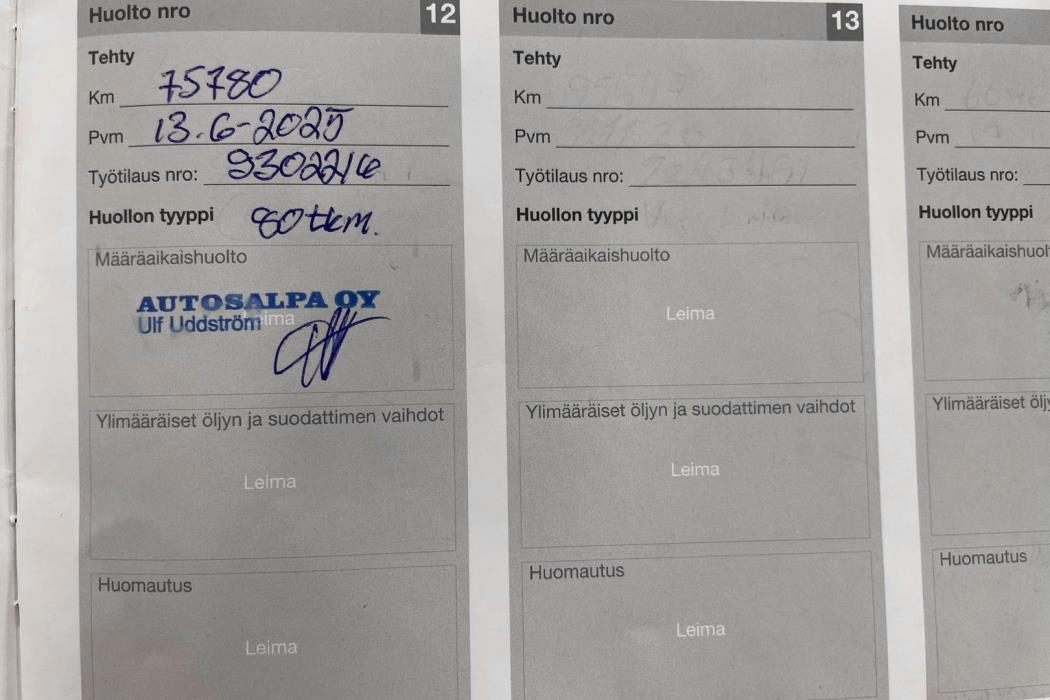 Huolto nro 12
Tehty
Km 75780
Pvm 13.6-2025
Työtilaus nro: 9302216
Huollon tyyppi 80tkm.
Määräaikaishuolto
AUTOSALPA OY
Ulf Uddström
Leima
Ylimääräiset öljyn ja suodattimen vaihdot
Leima
Huomautus
Leima
Huolto nro 13
Tehty
Km
Pvm
Työtilaus nro:
Huollon tyyppi
Määräaikaishuolto
Leima
Ylimääräiset öljyn ja suodattimen vaihdot
Leima
Huomautus
Leima
Huolto nro
Tehty
Km
Pvm
Työtilaus nro:
Huollon tyyppi
Määräaikaishuol
Ylimääräiset öljy
Huomautus